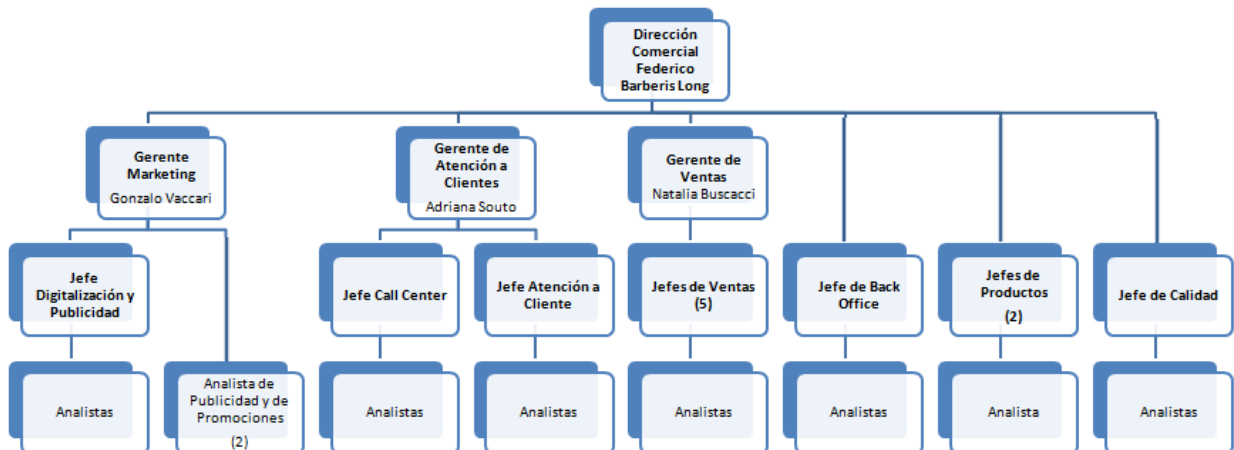 Dirección
Comercial
Federico
Barberis Long
Gerente
Marketing
Gonzalo Vaccari
Gerente de
Atención a
Clientes
Adriana Souto
Gerente de
Ventas
Natalia Buscacci
Jefe
Digitalización y
Publicidad
Jefe Call Center
Jefe Atención a
Cliente
Jefes de Ventas
(5)
Jefe de Back
Office
Jefes de
Productos
(2)
Jefe de Calidad
Analistas
Analista de
Publicidad y de
Promociones
(2)
Analistas
Analistas
Analistas
Analistas
Analista
Analistas